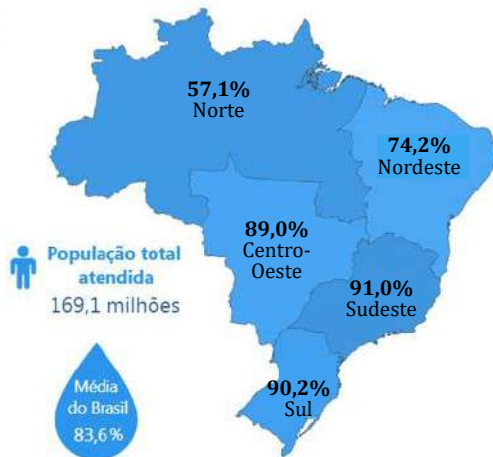 57,1%
Norte
74,2%
Nordeste
89,0%
Centro-
Oeste
91,0%
Sudeste
90,2%
Sul
População total
atendida
169,1 milhões
Média
do Brasil
83,6%